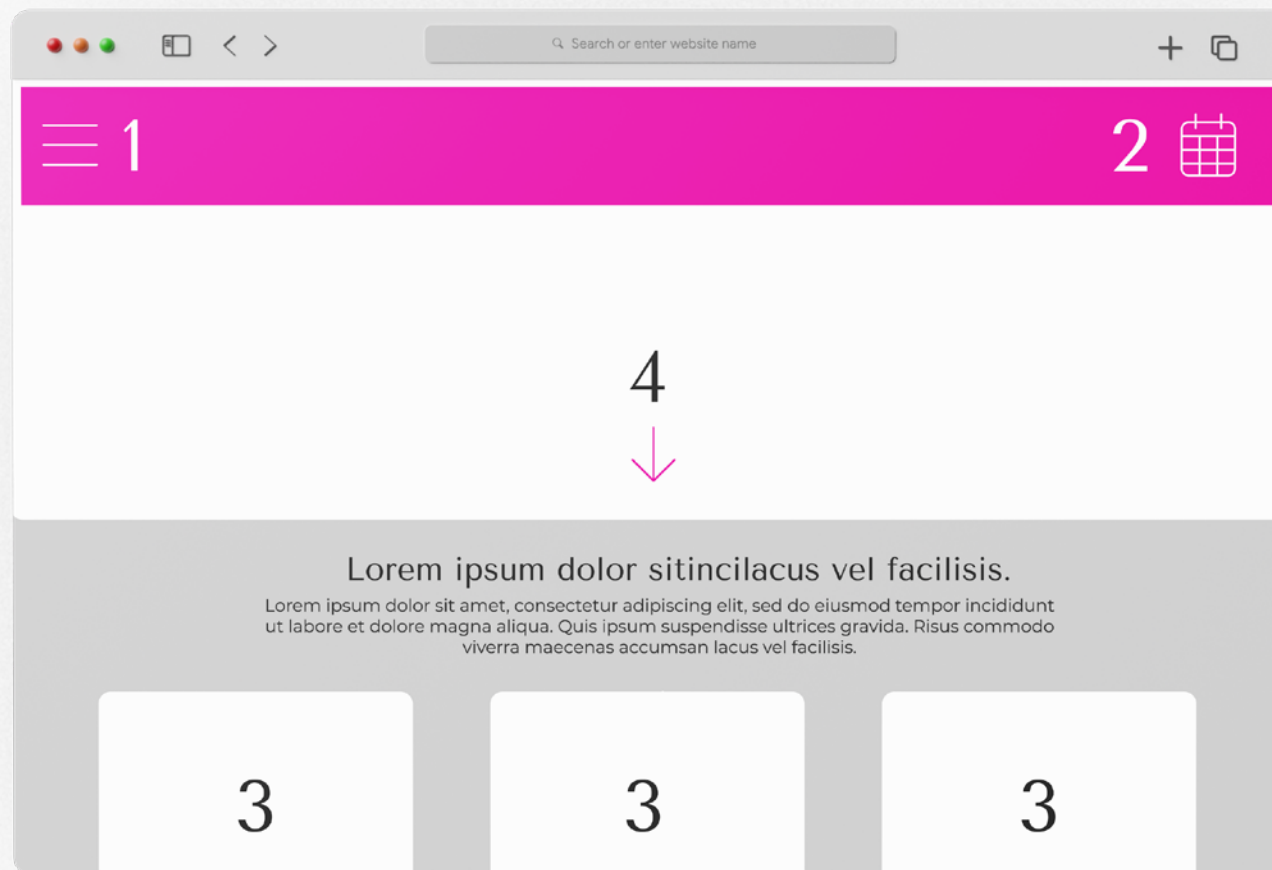 Search or enter website name
1
2
4
Lorem ipsum dolor sitincilacus vel facilisis.
Lorem ipsum dolor sit amet, consectetur adipiscing elit, sed do eiusmod tempor incididunt
ut labore et dolore magna aliqua. Quis ipsum suspendisse ultrices gravida. Risus commodo
viverra maecenas accumsan lacus vel facilisis.
3
3
3